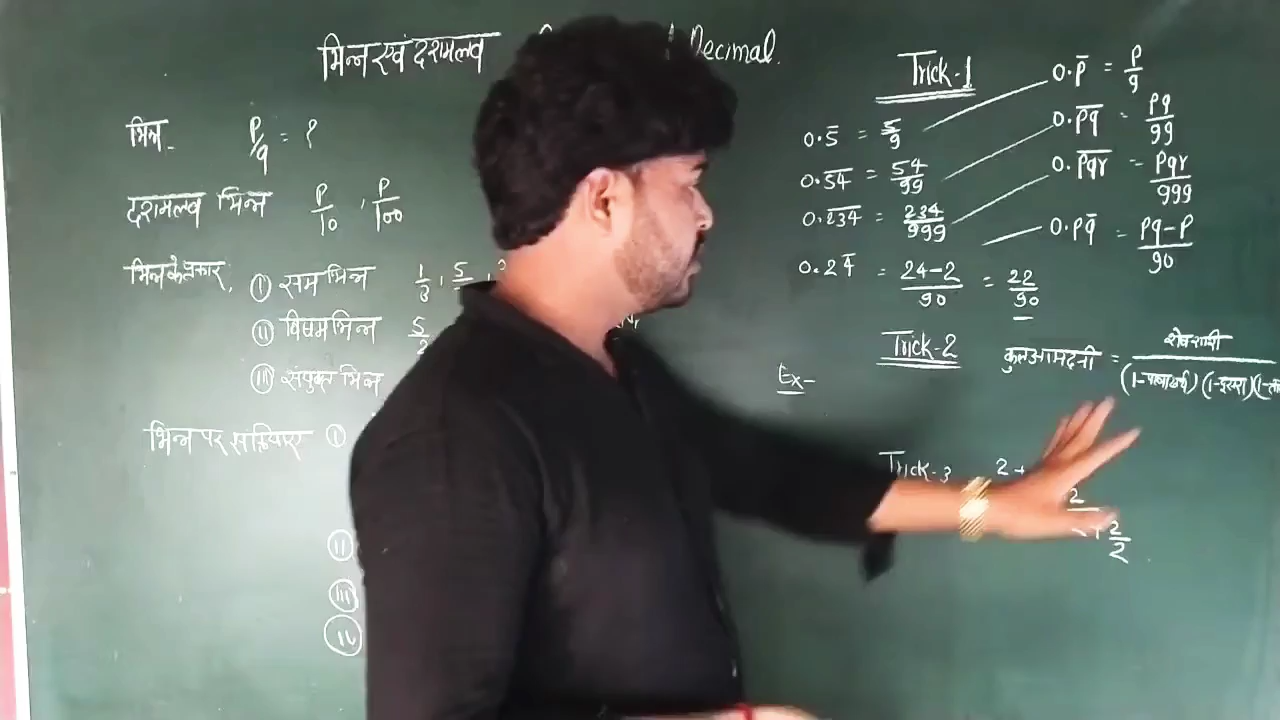 भिन्न एवं दशमलव Decimal.
भिन्न - P/q = ?
दशमलव भिन्न P/10 , P/100
भिन्न के प्रकार, (i) सम भिन्न 1/3 , 5/
(ii) विषम भिन्न 5/2
(iii) संयुक्त भिन्न
भिन्न पर संक्रियाए (i)
(ii)
(iii)
(iv)
Trick-1
0.5̅ = 5/9
0.5̅4̅ = 54/99
0.2̅3̅4̅ = 234/999
0.24̅ = 24-2/90 = 22/90
0.p̅ = P/9
0.p̅q̅ = Pq/99
0.p̅q̅r̅ = Pqr/999
0.Pq̅ = Pq-P/90
Trick-2 कुल आमदनी = शेष राशी/(1-पहला खर्च)(1-दूसरा)(1-
Ex-
Trick-3 2+
2
+ 2/2